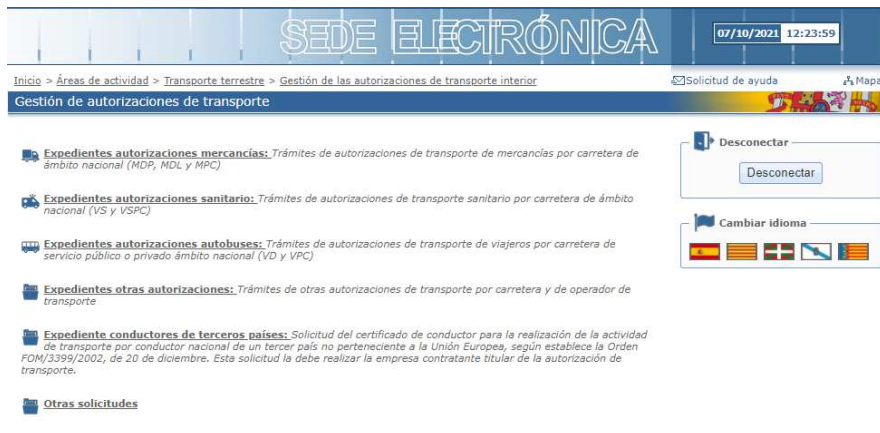 SEDE ELECTRÓNICA
07/10/2021 12:23:59
Inicio > Áreas de actividad > Transporte terrestre > Gestión de las autorizaciones de transporte interior
Solicitud de ayuda
Mapa
Gestión de autorizaciones de transporte
Expedientes autorizaciones mercancías: Trámites de autorizaciones de transporte de mercancías por carretera de
ámbito nacional (MDP, MDL y MPC)
Expedientes autorizaciones sanitario: Trámites de autorizaciones de transporte sanitario por carretera de ámbito
nacional (VS y VSPC)
Expedientes autorizaciones autobuses: Trámites de autorizaciones de transporte de viajeros por carretera de
servicio público o privado ámbito nacional (VD y VPC)
Expedientes otras autorizaciones: Trámites de otras autorizaciones de transporte por carretera y de operador de
transporte
Expediente conductores de terceros países: Solicitud del certificado de conductor para la realización de la actividad
de transporte por conductor nacional de un tercer país no perteneciente a la Unión Europea, según establece la Orden
FOM/3399/2002, de 20 de diciembre. Esta solicitud la debe realizar la empresa contratante titular de la autorización de
transporte.
Otras solicitudes
Desconectar
Desconectar
Cambiar idioma